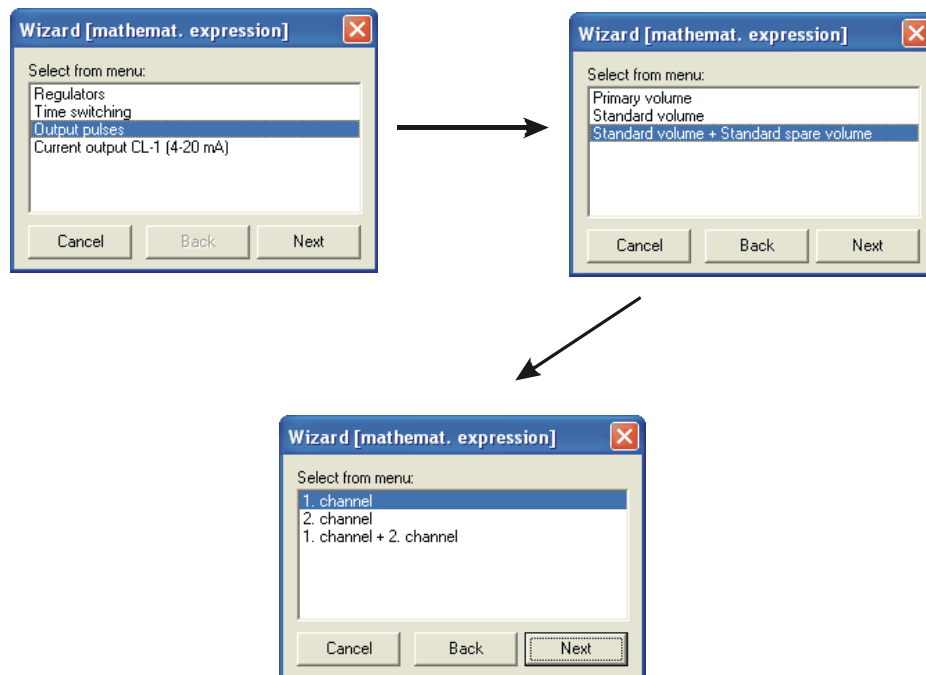 Wizard [mathemat. expression]
Select from menu:
Regulators
Time switching
Output pulses
Current output CL-1 (4-20 mA)
Cancel Back Next
Wizard [mathemat. expression]
Select from menu:
Primary volume
Standard volume
Standard volume + Standard spare volume
Cancel Back Next
Wizard [mathemat. expression]
Select from menu:
1. channel
2. channel
1. channel + 2. channel
Cancel Back Next